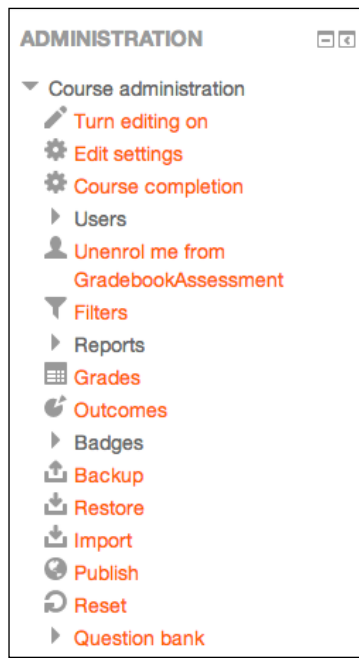 ADMINISTRATION
Course administration
Turn editing on
Edit settings
Course completion
Users
Unenrol me from
GradebookAssessment
Filters
Reports
Grades
Outcomes
Badges
Backup
Restore
Import
Publish
Reset
Question bank